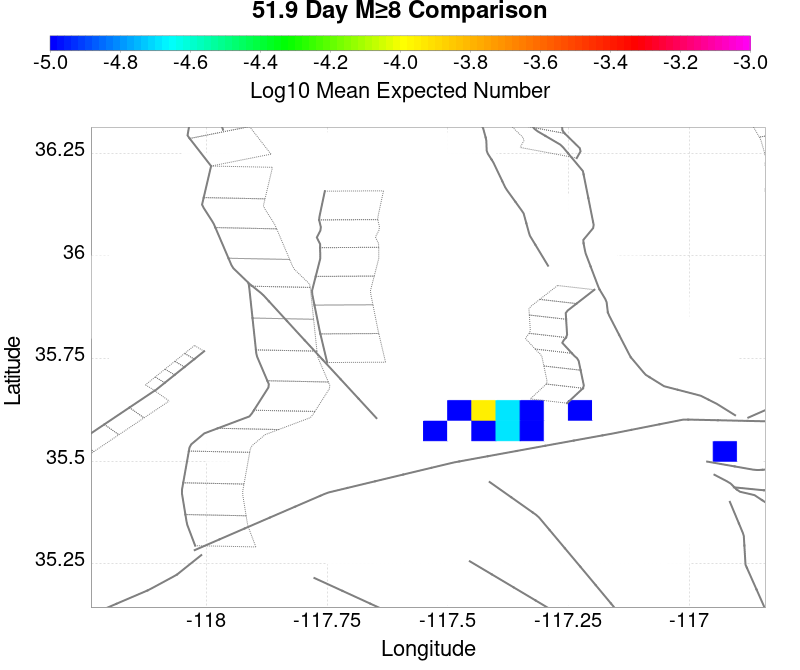 51.9 Day M≥8 Comparison
-5.0 -4.8 -4.6 -4.4 -4.2 -4.0 -3.8 -3.6 -3.4 -3.2 -3.0
Log10 Mean Expected Number
36.25
36
35.75
35.5
35.25
Latitude
-118 -117.75 -117.5 -117.25 -117
Longitude